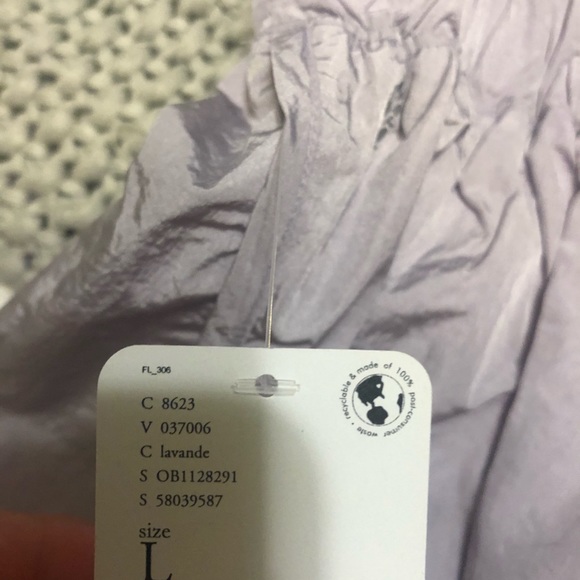 FL_306
recyclable & made of 100% post-consumer waste •
C 8623
V 037006
C lavande
S OB1128291
S 58039587
size
L